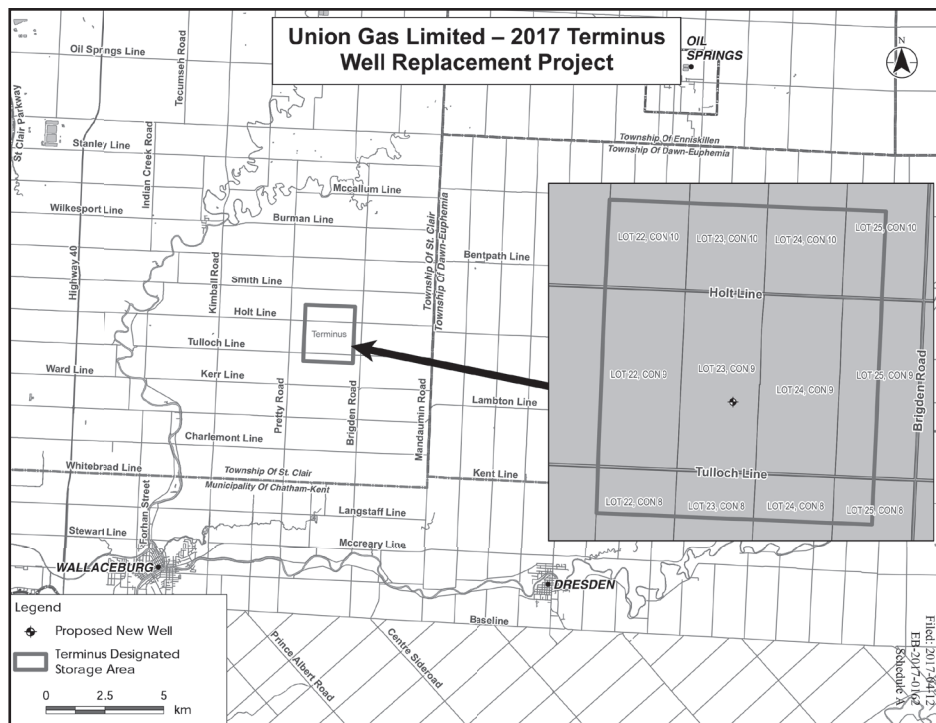 Union Gas Limited – 2017 Terminus
Well Replacement Project
OIL
SPRINGS
N
Oil Springs Line
Tecumseh Road
St Clair Parkway
Stanley Line
Indian Creek Road
Township Of Enniskillen
Township Of Dawn-Euphemia
Mccallum Line
Wilkesport Line
Burman Line
Highway 40
Kimball Road
Township Of St. Clair
Township Of Dawn-Euphemia
Bentpath Line
Smith Line
Holt Line
Terminus
Tulloch Line
Ward Line
Kerr Line
Pretty Road
Brigden Road
Mandaumin Road
Lambton Line
Charlemont Line
Whitebread Line
Township Of St. Clair
Municipality Of Chatham-Kent
Kent Line
Forhan Street
Langstaff Line
Stewart Line
Mccreary Line
WALLACEBURG
DRESDEN
Baseline
Prince Albert Road
Centre Sideroad
LOT 22, CON 10
LOT 23, CON 10
LOT 24, CON 10
LOT 25, CON 10
Holt Line
LOT 22, CON 9
LOT 23, CON 9
LOT 24, CON 9
LOT 25, CON 9
Brigden Road
Tulloch Line
LOT 22, CON 8
LOT 23, CON 8
LOT 24, CON 8
LOT 25, CON 8
Legend
Proposed New Well
Terminus Designated
Storage Area
0 2.5 5
km
Filed: 2017-04-12
EB-2017-0162
Schedule A